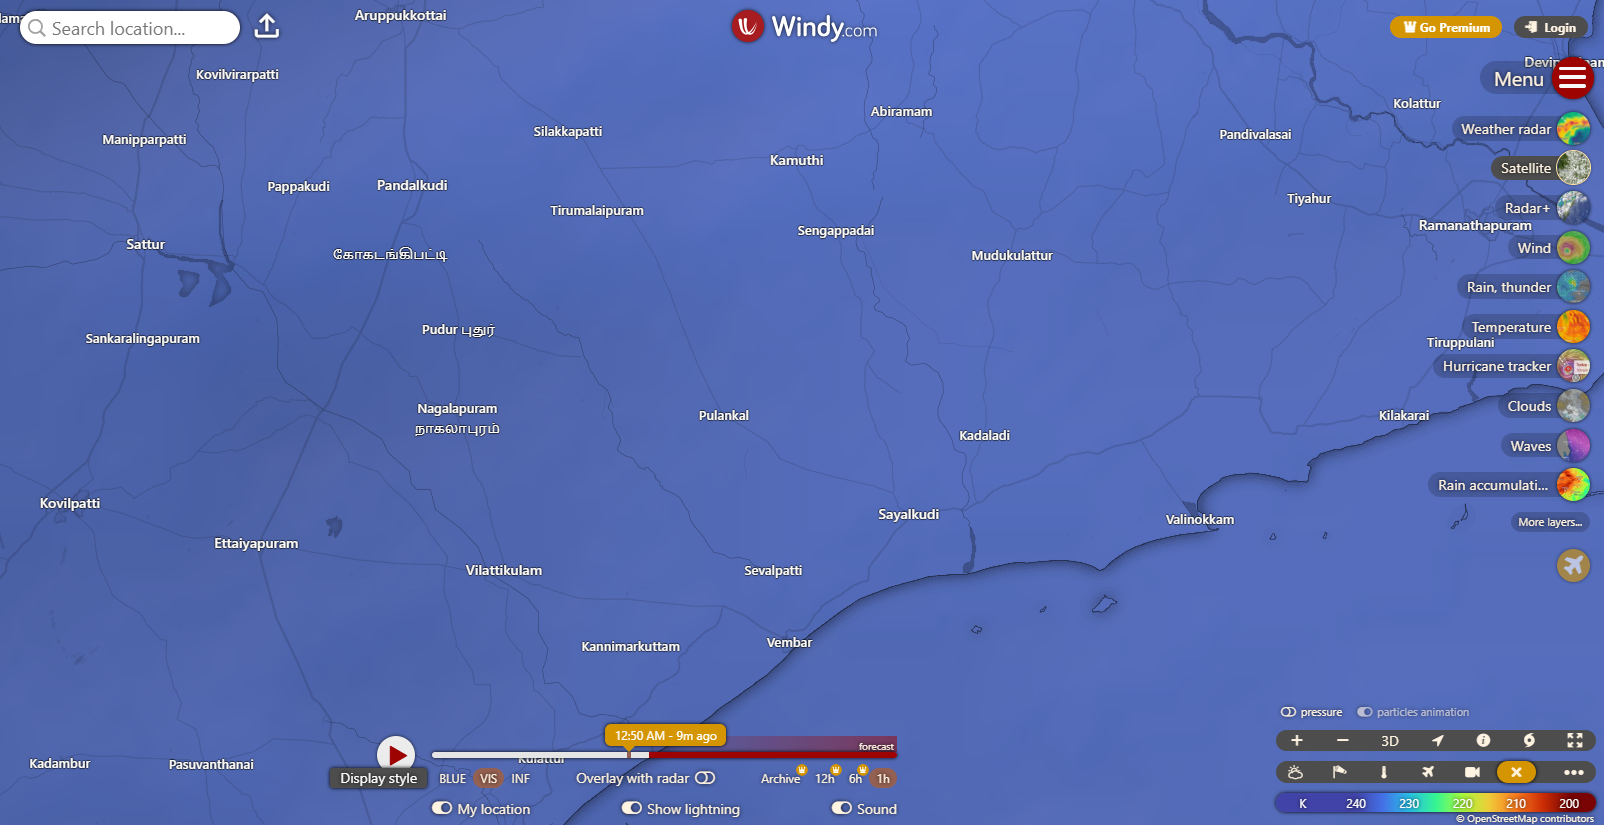 Aruppukkottai
Search location...
Windy.com
Go Premium
Login
Menu
Kovilvirarpatti
Kolattur
Abiramam
Weather radar
Silakkapatti
Pandivalasai
Manipparpatti
Kamuthi
Satellite
Pappakudi
Pandalkudi
Tiyahur
Tirumalaipuram
Radar+
Ramanathapuram
Sengappadai
Sattur
Wind
கோகடங்கிபட்டி
Mudukulattur
Rain, thunder
Pudur புதுர்
Temperature
Sankaralingapuram
Tiruppulani
Hurricane tracker
Nagalapuram
நாகலாபுரம்
Clouds
Pulankal
Kilakarai
Kadaladi
Waves
Rain accumulati...
Kovilpatti
Sayalkudi
Valinokkam
More layers...
Ettaiyapuram
Vilattikulam
Sevalpatti
Vembar
Kannimarkuttam
pressure
particles animation
12:50 AM - 9m ago
forecast
3D
Kadambur
Pasuvanthanai
Kulattur
Display style
BLUE VIS INF
Overlay with radar
Archive 12h 6h 1h
My location
Show lightning
Sound
K 240 230 220 210 200
© OpenStreetMap contributors